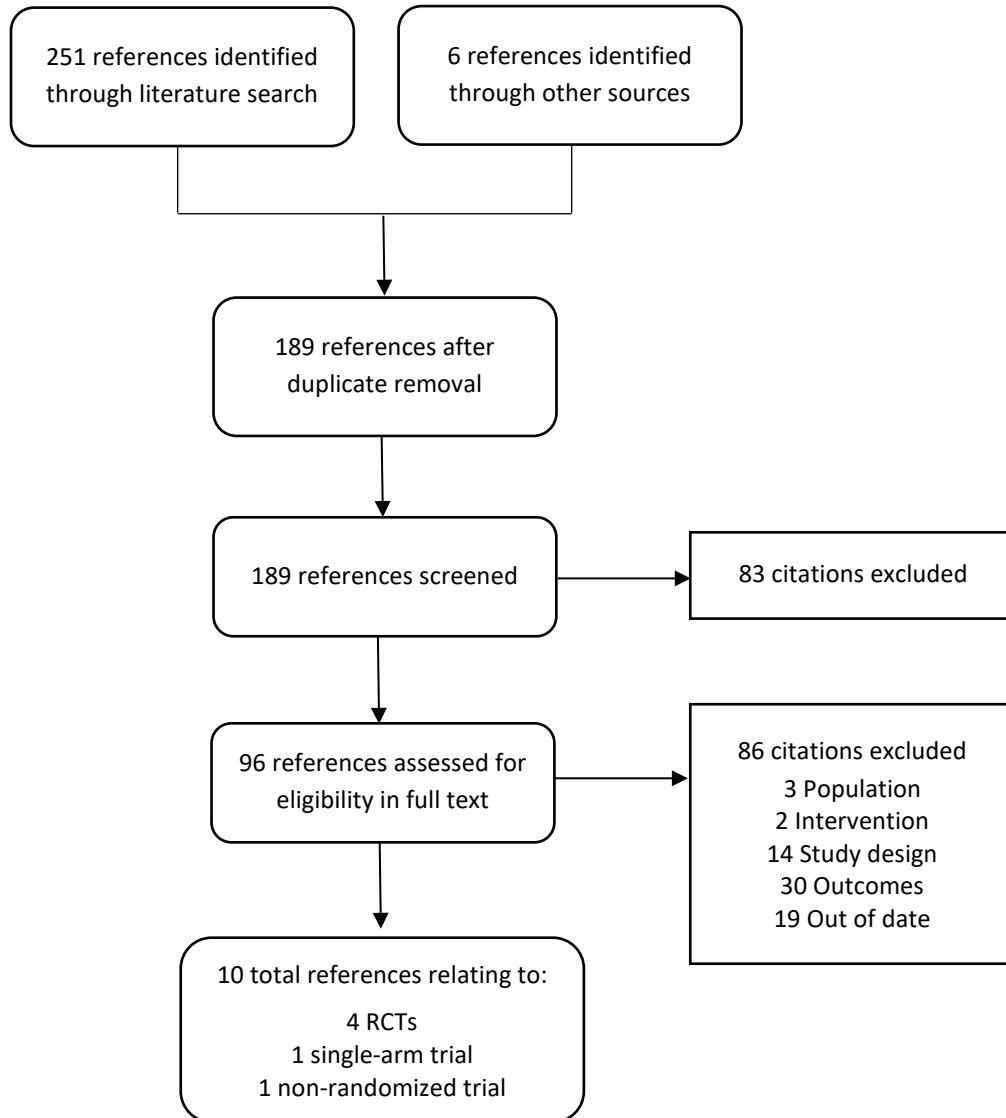 251 references identified
through literature search
6 references identified
through other sources
189 references after
duplicate removal
189 references screened
83 citations excluded
96 references assessed for
eligibility in full text
86 citations excluded
3 Population
2 Intervention
14 Study design
30 Outcomes
19 Out of date
10 total references relating to:
4 RCTs
1 single-arm trial
1 non-randomized trial